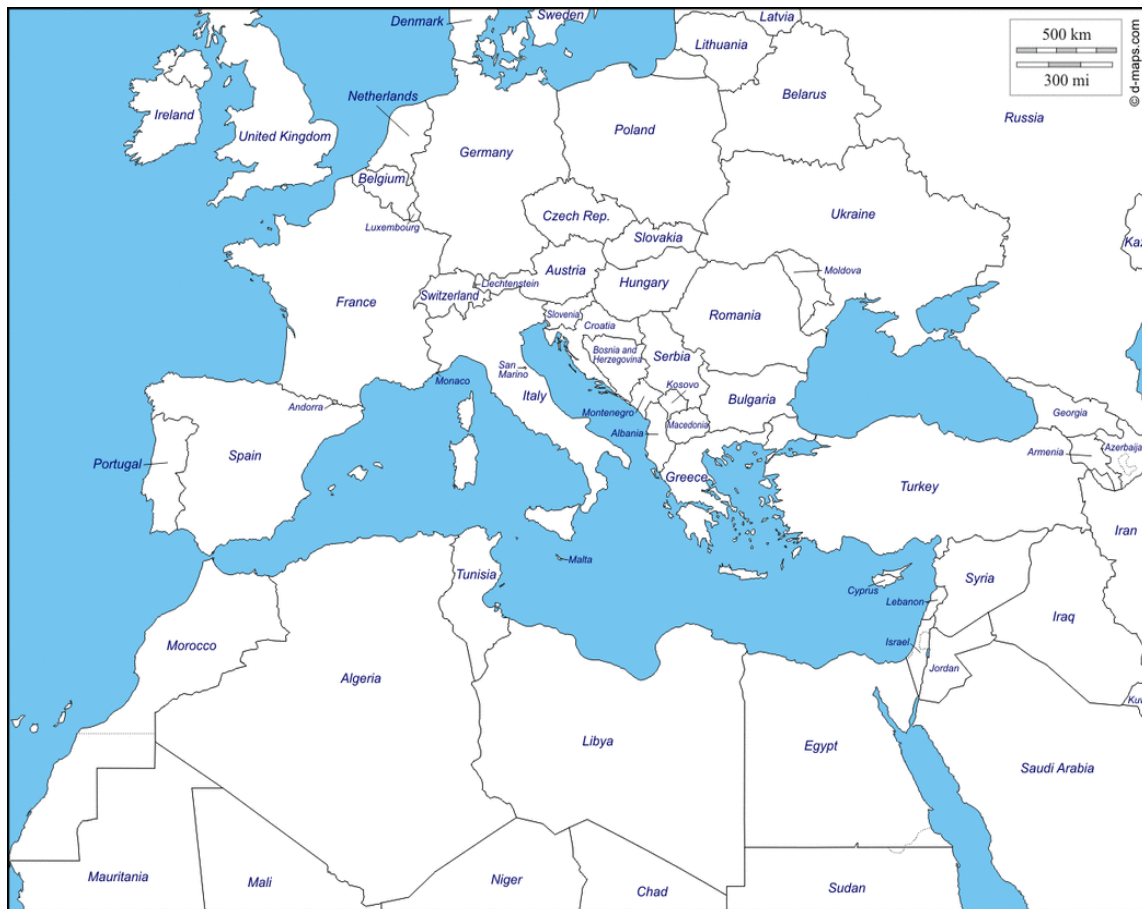 Denmark
Sweden
Latvia
500 km
300 mi
© d-maps.com
Lithuania
Belarus
Russia
Netherlands
Ireland
United Kingdom
Germany
Poland
Belgium
Luxembourg
Czech Rep.
Slovakia
Ukraine
Kaz
Austria
Liechtenstein
Switzerland
France
Hungary
Moldova
Romania
Slovenia
Croatia
Bosnia and
Herzegovina
Serbia
San
Marino
Monaco
Italy
Kosovo
Andorra
Montenegro
Bulgaria
Macedonia
Albania
Georgia
Azerbaija
Armenia
Portugal
Spain
Greece
Turkey
Iran
Malta
Tunisia
Cyprus
Syria
Lebanon
Iraq
Morocco
Israel
Jordan
Algeria
Kuw
Libya
Egypt
Saudi Arabia
Mauritania
Mali
Niger
Chad
Sudan